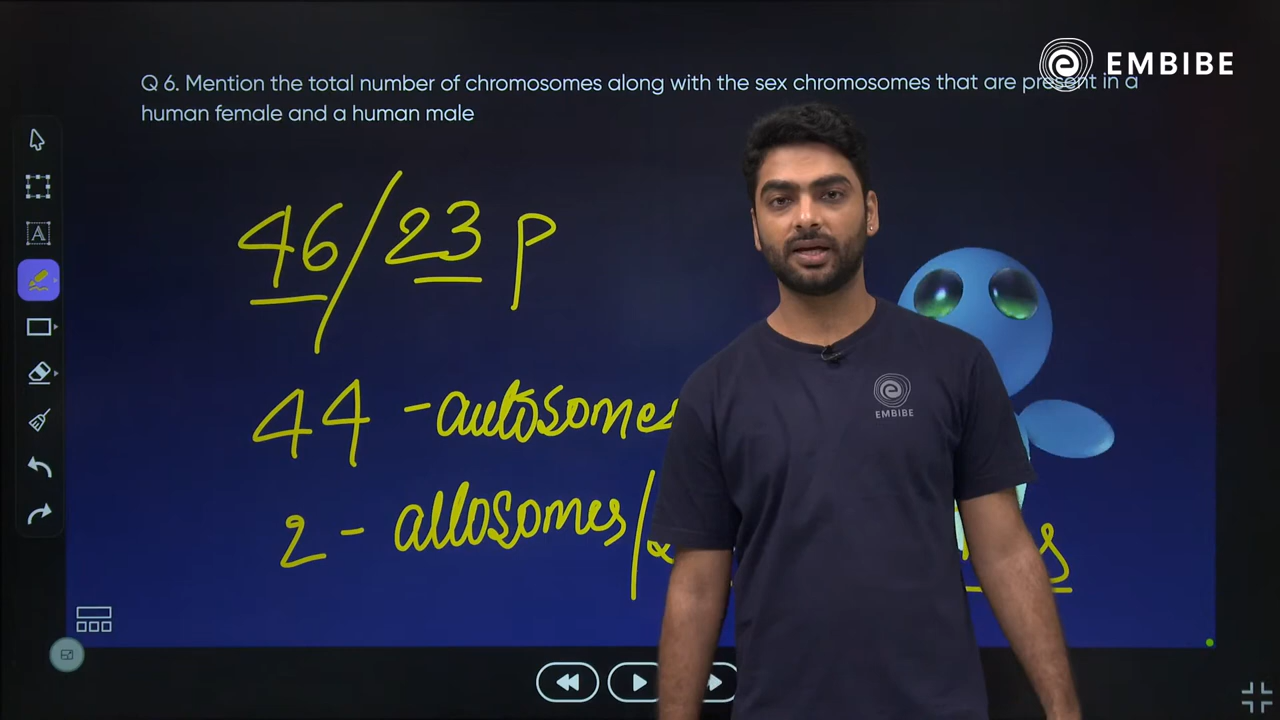 EMBIBE
Q 6. Mention the total number of chromosomes along with the sex chromosomes that are present in a
human female and a human male
46/23 p
44 - autosomes
2 - allosomes/
EMBIBE